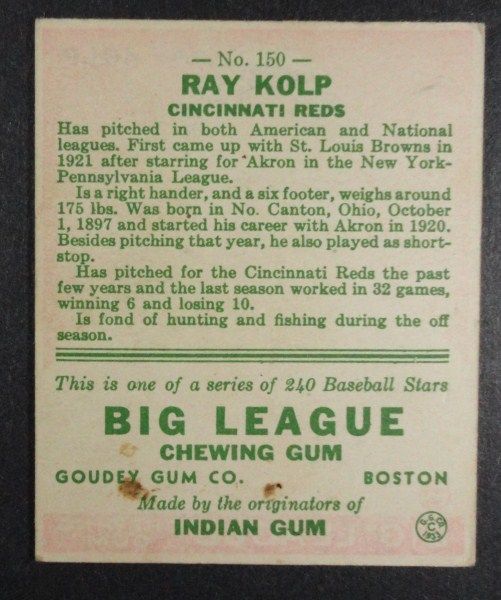 — No. 150 —
RAY KOLP
CINCINNATI REDS
Has pitched in both American and National
leagues. First came up with St. Louis Browns in
1921 after starring for Akron in the New York-
Pennsylvania League.
Is a right hander, and a six footer, weighs around
175 lbs. Was born in No. Canton, Ohio, October
1, 1897 and started his career with Akron in 1920.
Besides pitching that year, he also played as short-
stop.
Has pitched for the Cincinnati Reds the past
few years and the last season worked in 32 games,
winning 6 and losing 10.
Is fond of hunting and fishing during the off
season.
This is one of a series of 240 Baseball Stars
BIG LEAGUE
CHEWING GUM
GOUDEY GUM CO. BOSTON
Made by the originators of
INDIAN GUM
G. G. CO.
C
1933